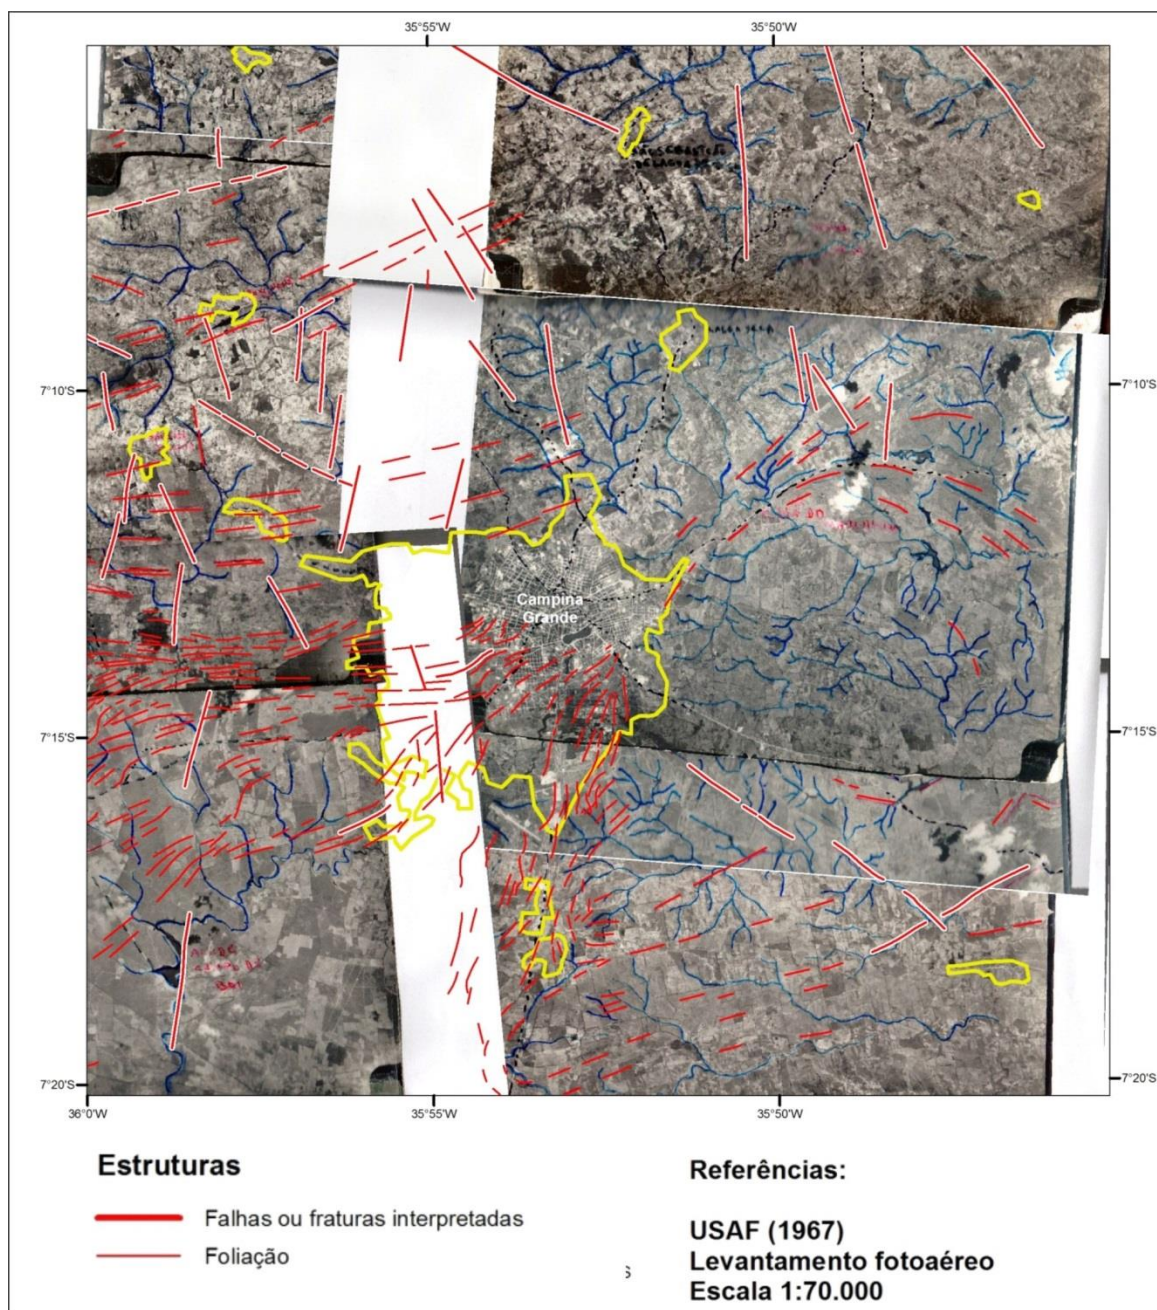 35°55'W
35°50'W
7°10'S
7°10'S
Campina
Grande
7°15'S
7°15'S
7°20'S
7°20'S
36°0'W
35°55'W
35°50'W
Estruturas
Falhas ou fraturas interpretadas
Foliação
Referências:
USAF (1967)
Levantamento fotoaéreo
Escala 1:70.000